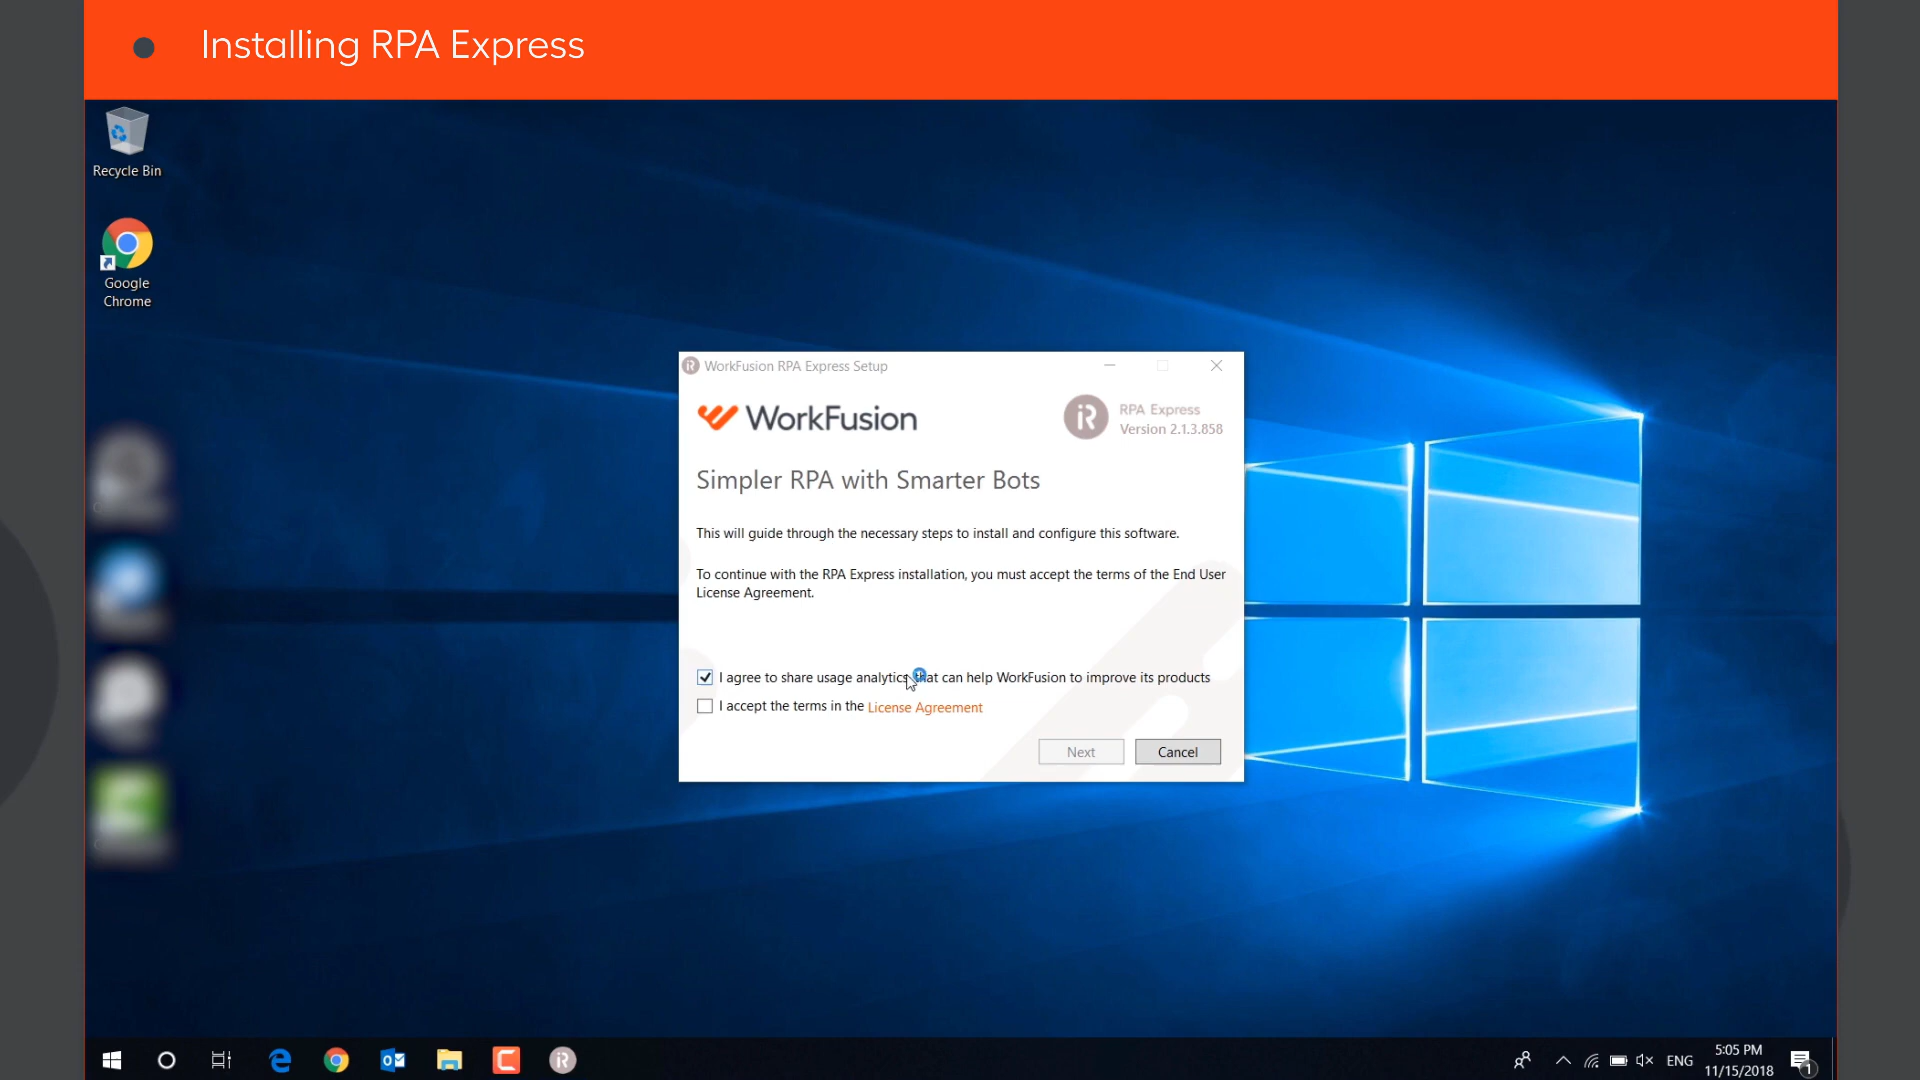 Installing RPA Express
Recycle Bin
Google
Chrome
WorkFusion RPA Express Setup
WorkFusion
RPA Express
Version 2.1.3.858
Simpler RPA with Smarter Bots
This will guide through the necessary steps to install and configure this software.
To continue with the RPA Express installation, you must accept the terms of the End User
License Agreement.
I agree to share usage analytics that can help WorkFusion to improve its products
I accept the terms in the License Agreement
Next
Cancel
ENG
5:05 PM
11/15/2018
1